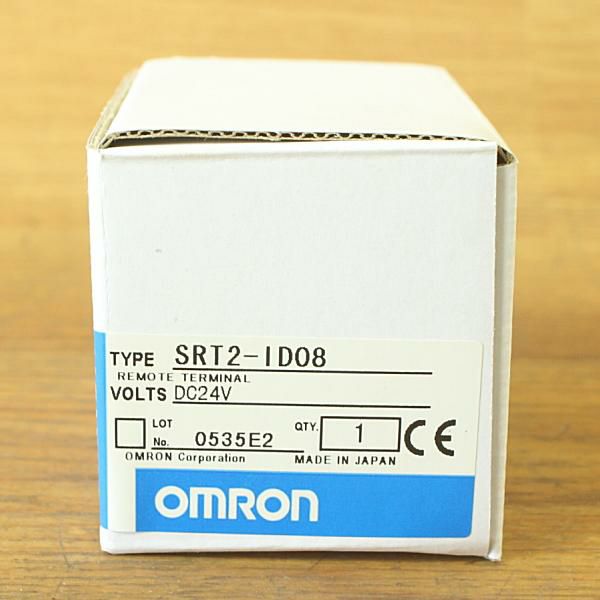 TYPE SRT2-ID08
REMOTE TERMINAL
VOLTS DC24V
LOT No. 0535E2 QTY. 1 CE
OMRON Corporation MADE IN JAPAN
OMRON